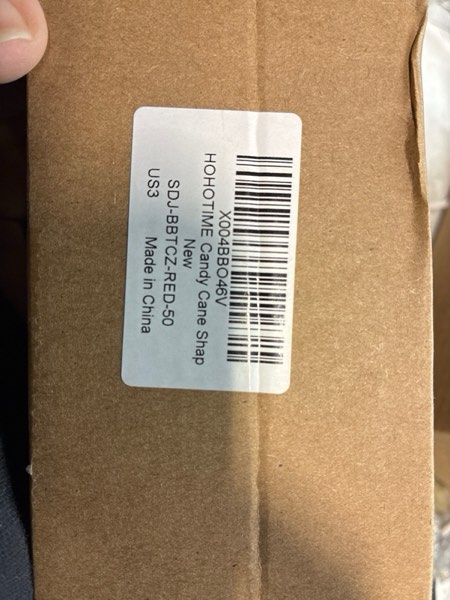 X004BBO46V
HOHOTIME Candy Cane Shap
New
SDJ-BBTCZ-RED-50
US3 Made in China